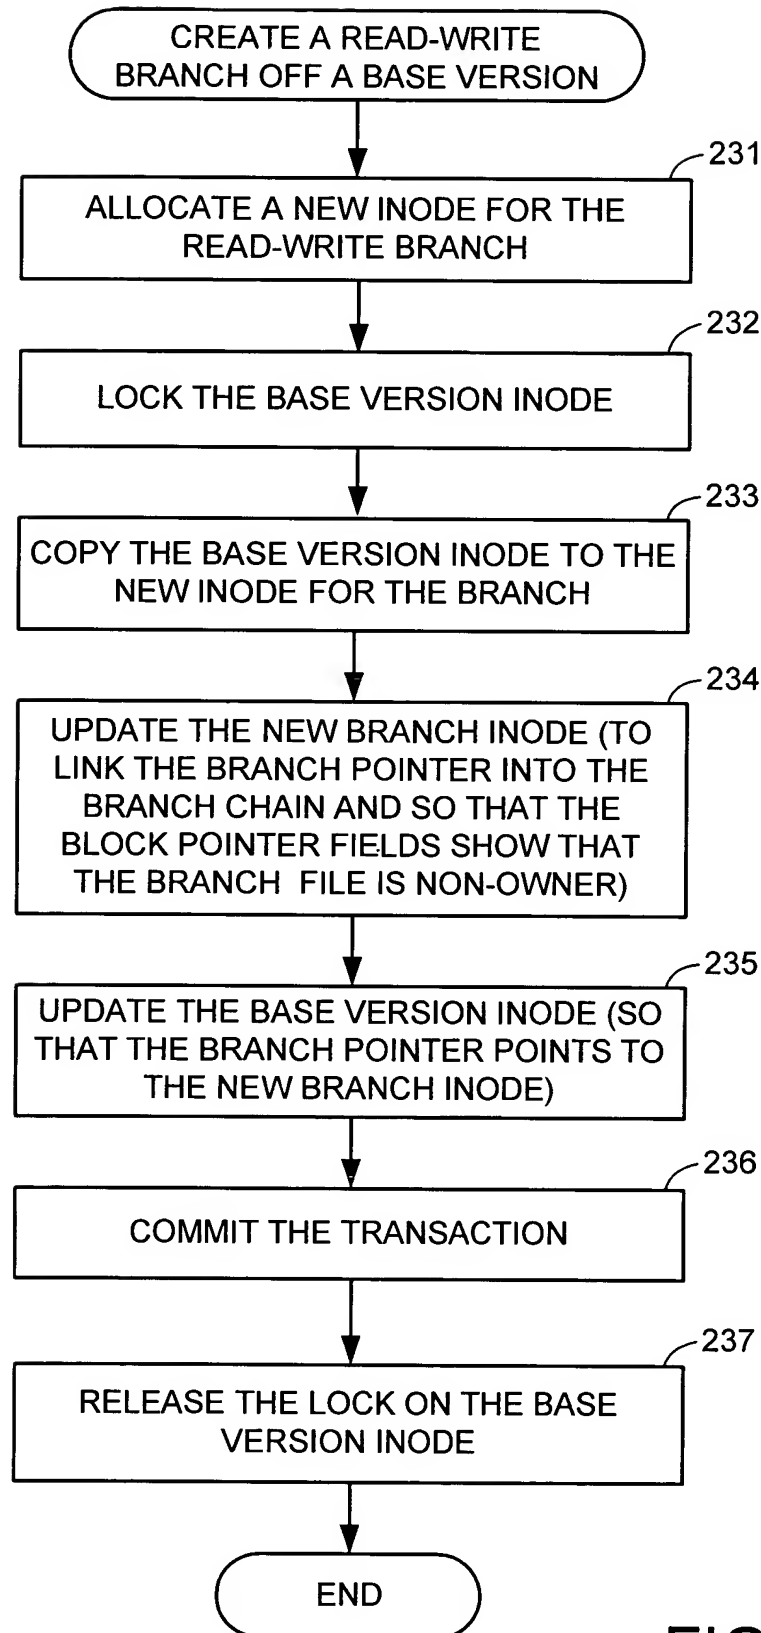 CREATE A READ-WRITE
BRANCH OFF A BASE VERSION
231
ALLOCATE A NEW INODE FOR THE
READ-WRITE BRANCH
232
LOCK THE BASE VERSION INODE
233
COPY THE BASE VERSION INODE TO THE
NEW INODE FOR THE BRANCH
234
UPDATE THE NEW BRANCH INODE (TO
LINK THE BRANCH POINTER INTO THE
BRANCH CHAIN AND SO THAT THE
BLOCK POINTER FIELDS SHOW THAT
THE BRANCH FILE IS NON-OWNER)
235
UPDATE THE BASE VERSION INODE (SO
THAT THE BRANCH POINTER POINTS TO
THE NEW BRANCH INODE)
236
COMMIT THE TRANSACTION
237
RELEASE THE LOCK ON THE BASE
VERSION INODE
END